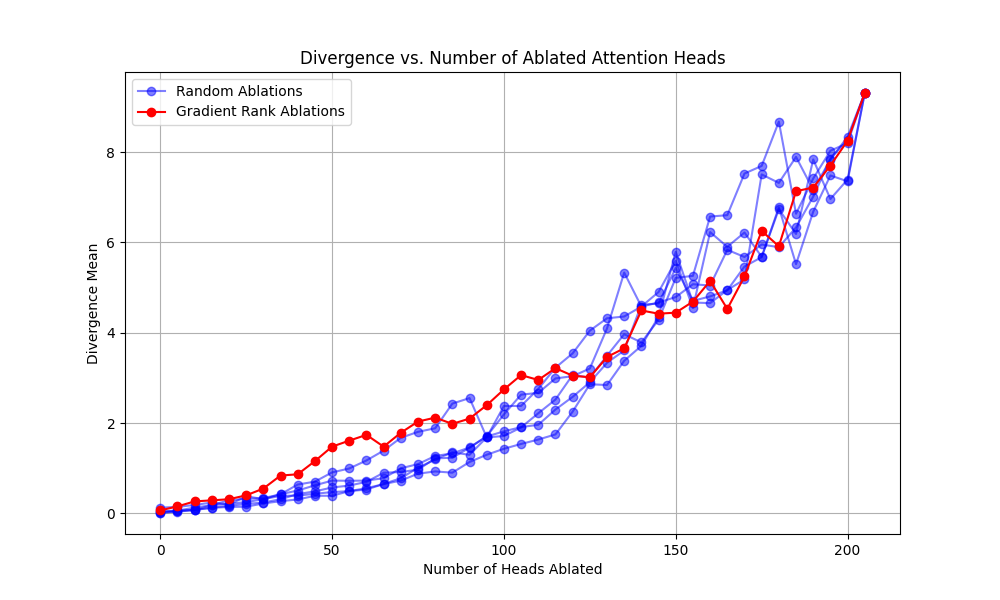 Divergence vs. Number of Ablated Attention Heads
Random Ablations
Gradient Rank Ablations
Divergence Mean
8
6
4
2
0
0 50 100 150 200
Number of Heads Ablated